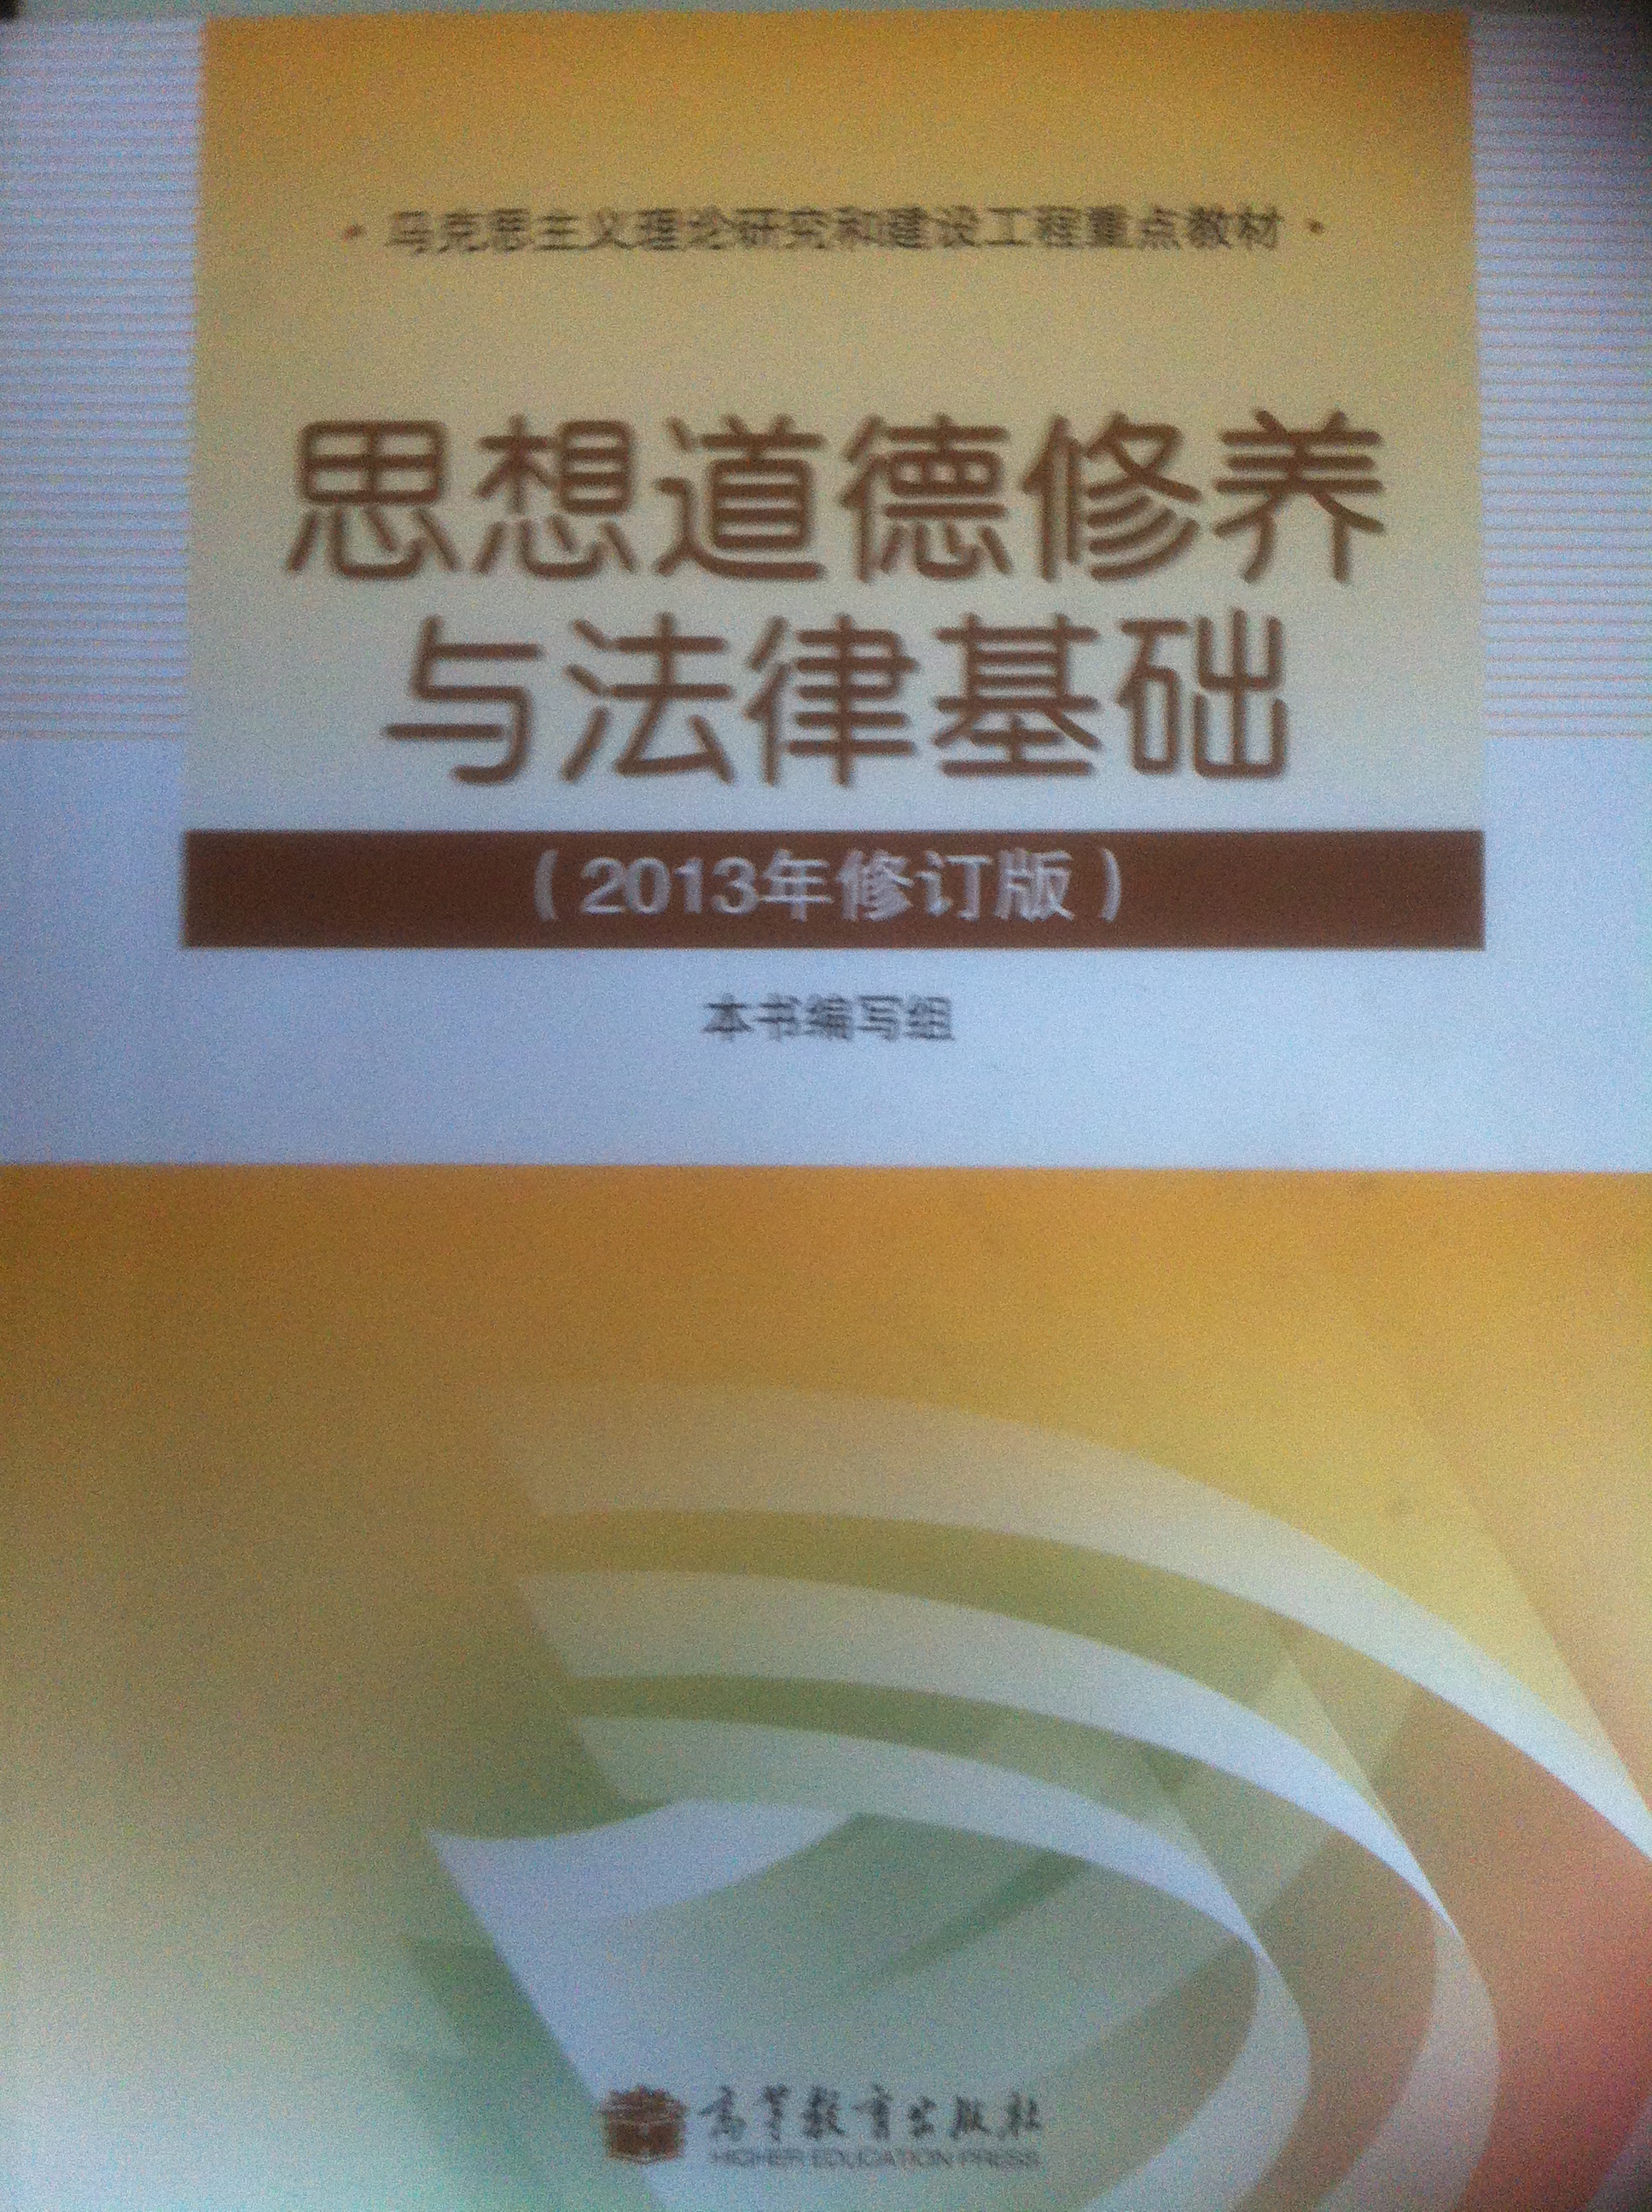 ·马克思主义理论研究和建设工程重点教材·
思想道德修养
与法律基础
（2013年修订版）
本书编写组
高等教育出版社
HIGHER EDUCATION PRESS